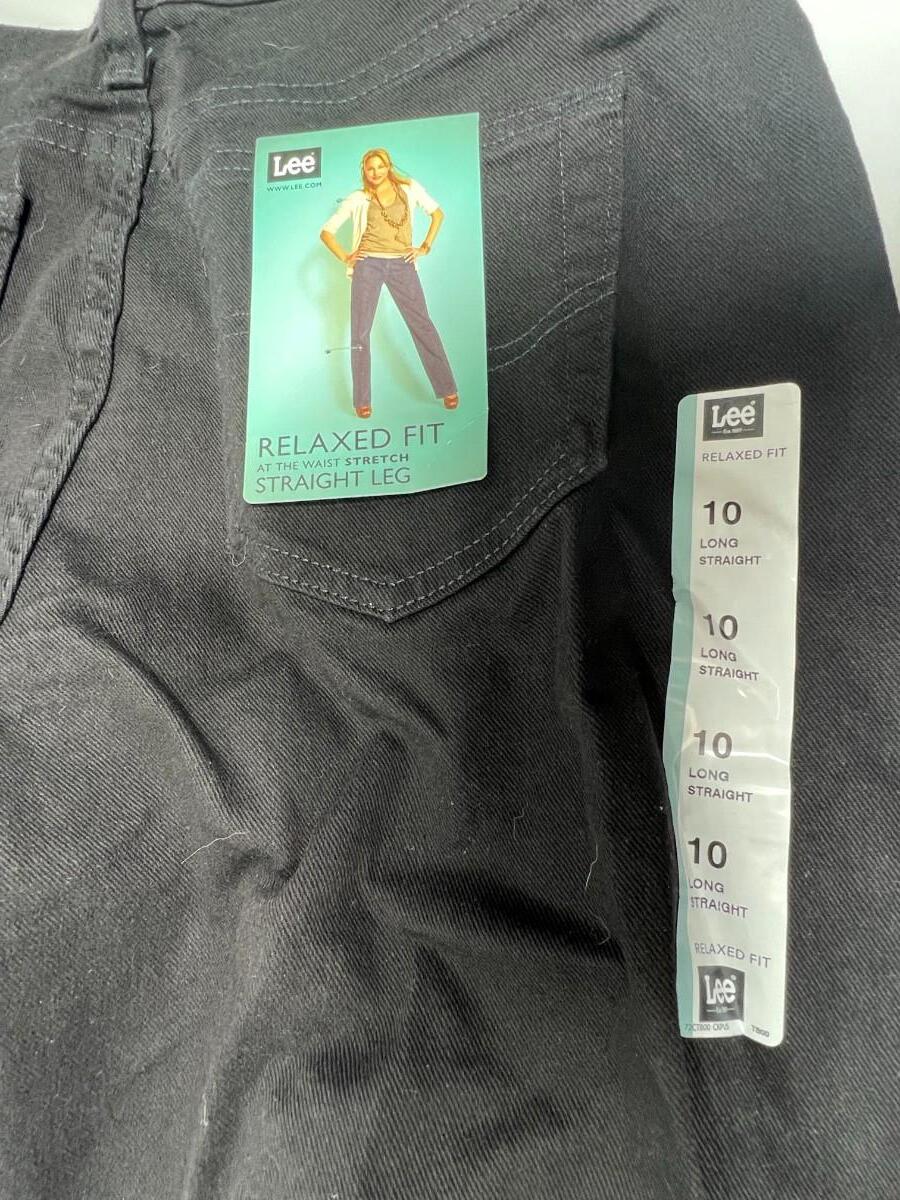 Lee
WWW.LEE.COM
RELAXED FIT
AT THE WAIST STRETCH
STRAIGHT LEG
Lee
RELAXED FIT
10
LONG
STRAIGHT
10
LONG
STRAIGHT
10
LONG
STRAIGHT
10
LONG
STRAIGHT
RELAXED FIT
Lee